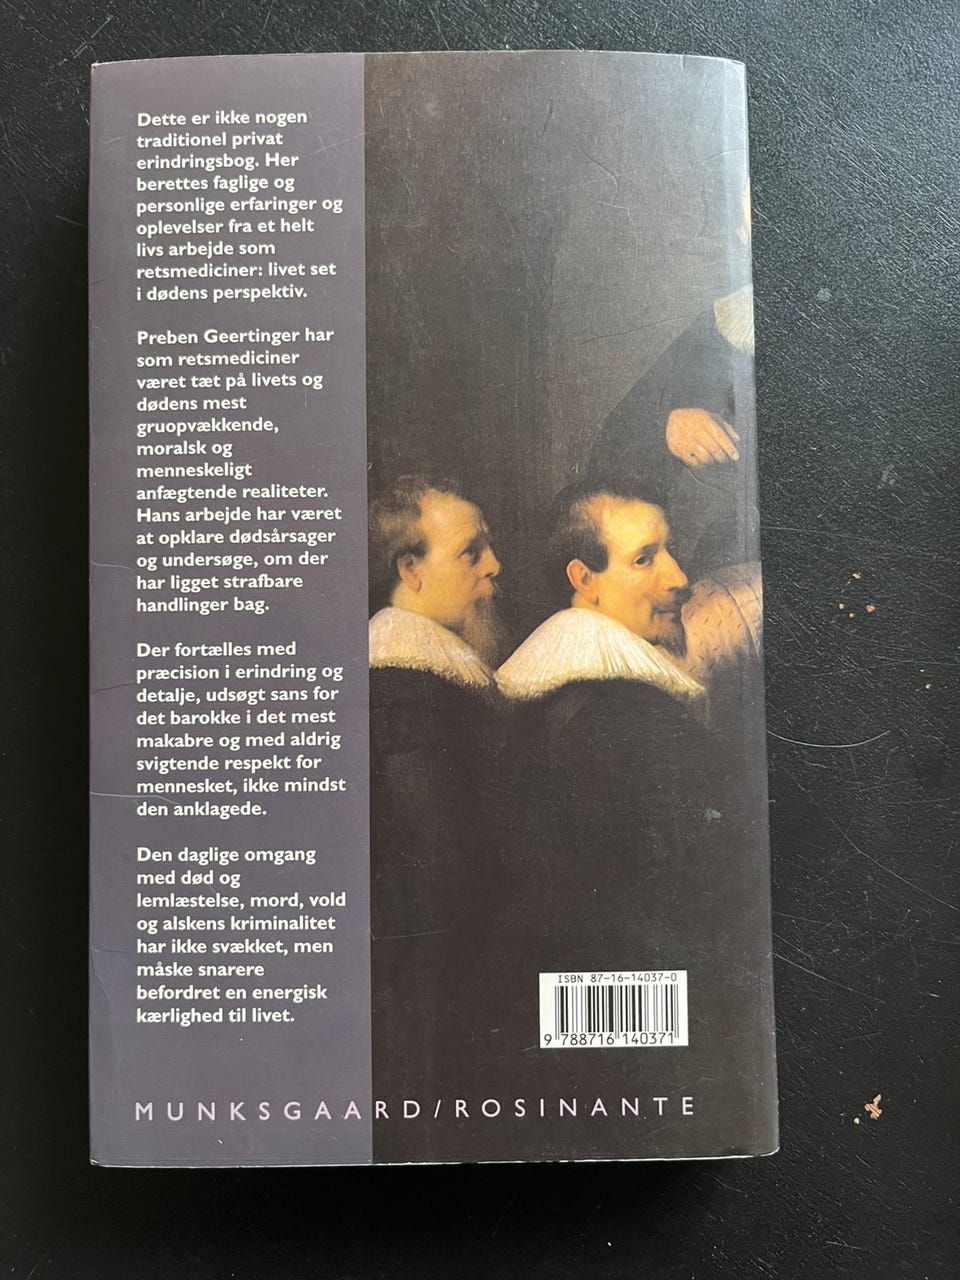 Dette er ikke nogen
traditionel privat
erindringsbog. Her
berettes faglige og
personlige erfaringer og
oplevelser fra et helt
livs arbejde som
retsmediciner: livet set
i dødens perspektiv.
Preben Geertinger har
som retsmediciner
været tæt på livets og
dødens mest
gruopvækkende,
moralsk og
menneskeligt
anfægtende realiteter.
Hans arbejde har været
at opklare dødsårsager
og undersøge, om der
har ligget strafbare
handlinger bag.
Der fortælles med
præcision i erindring og
detalje, udsøgt sans for
det barokke i det mest
makabre og med aldrig
svigtende respekt for
mennesket, ikke mindst
den anklagede.
Den daglige omgang
med død og
lemlæstelse, mord, vold
og alskens kriminalitet
har ikke svækket, men
måske snarere
befordret en energisk
kærlighed til livet.
ISBN 87-16-14037-0
9 788716 140371
MUNKSGAARD/ROSINANTE